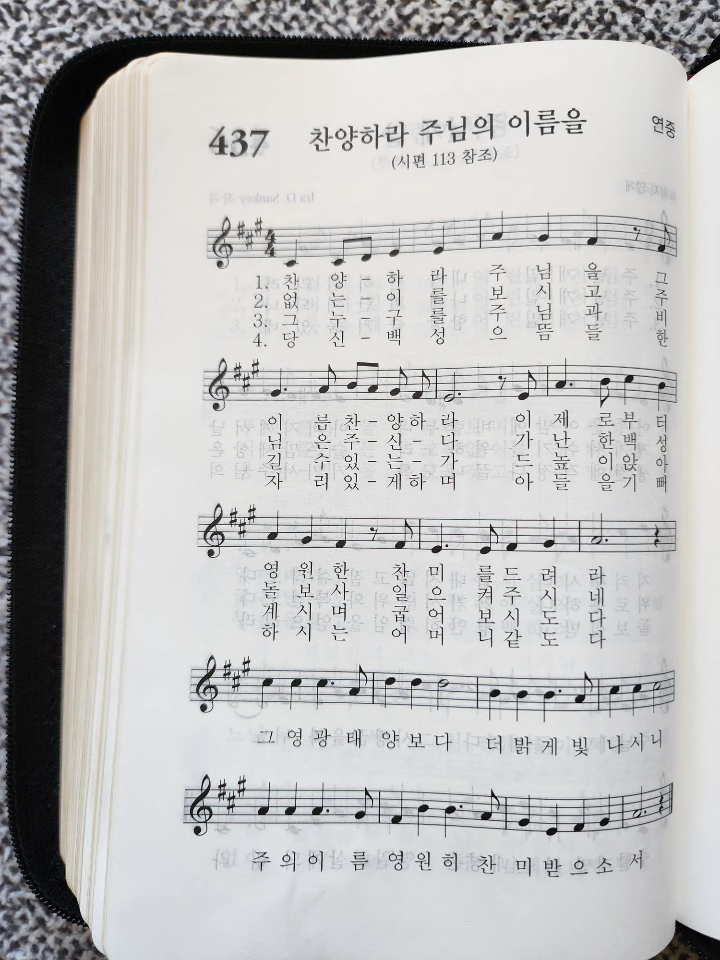 437 찬양하라 주님의 이름을 연중
(시편 113 참조)
1. 찬 양 - 하 라 주 님 을 그
2. 없 는 - 이 를 보 시 고 주
3. 그 누 - 구 를 주 님 과 비
4. 당 신 - 백 성 으 뜸 들 한
이 름 찬 - 양 하 라 이 제 로 부 터
님 은 주 - 신 다 가 난 한 백 성
길 수 있 - 는 가 드 높 이 앉 아
자 리 있 - 게 하 며 아 들 을 기 빠
영 원 한 찬 미 를 드 려 라
돌 보 사 일 으 켜 주 시 네
계 시 며 굽 어 보 시 도 다
하 시 는 어 머 니 같 도 다
그 영 광 태 양 보 다 더 밝 게 빛 나 시 니
주 의 이 름 영 원 히 찬 미 받 으 소 서